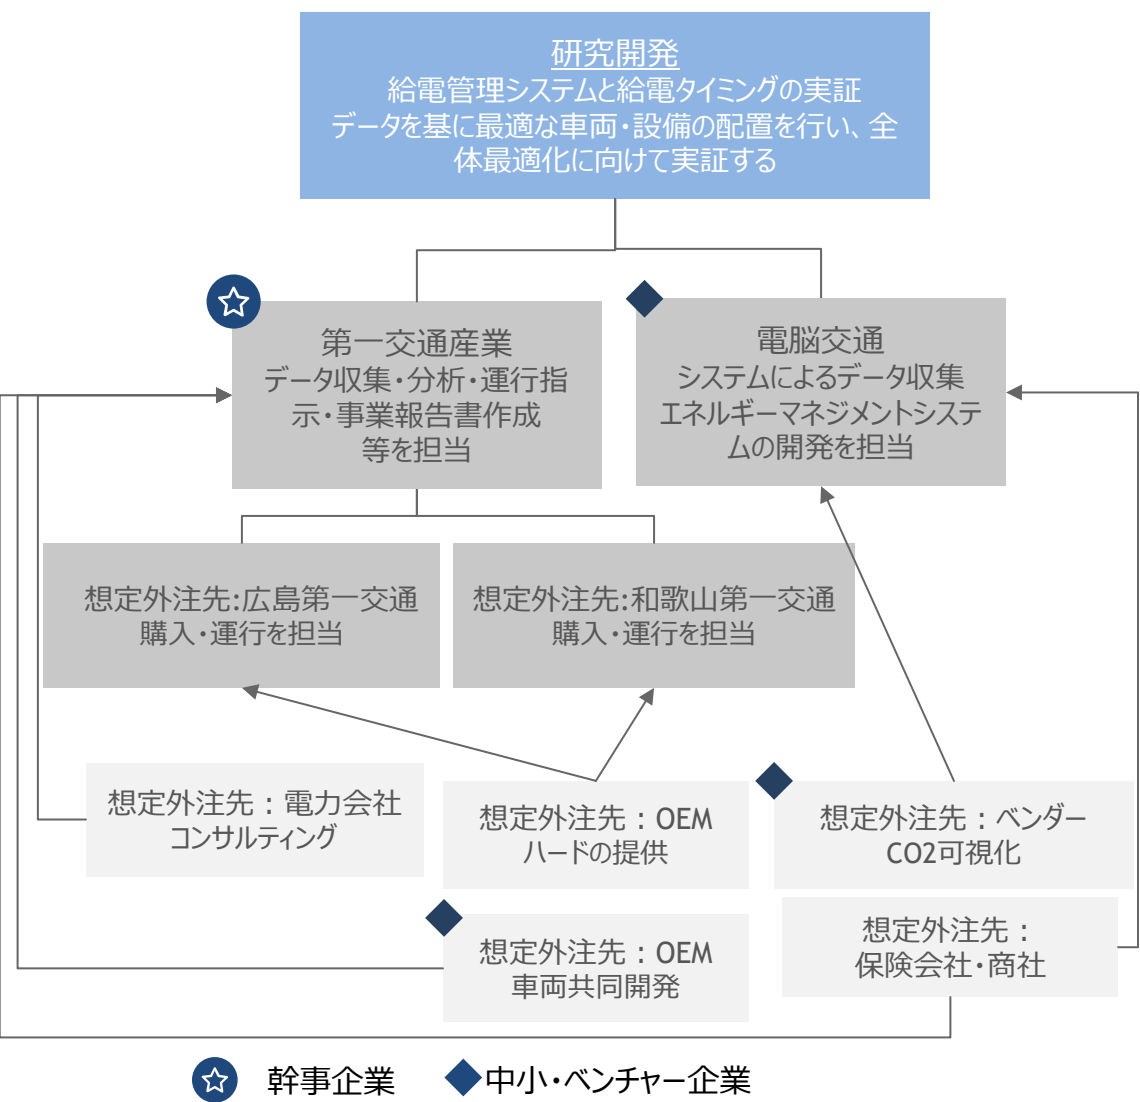 研究開発
給電管理システムと給電タイミングの実証
データを基に最適な車両・設備の配置を行い、全
体最適化に向けて実証する
第一交通産業
データ収集・分析・運行指
示・事業報告書作成
等を担当
電脳交通
システムによるデータ収集
エネルギーマネジメントシステ
ムの開発を担当
想定外注先:広島第一交通
購入・運行を担当
想定外注先:和歌山第一交通
購入・運行を担当
想定外注先：電力会社
コンサルティング
想定外注先：OEM
ハードの提供
想定外注先：ベンダー
CO2可視化
想定外注先：OEM
車両共同開発
想定外注先：
保険会社・商社
幹事企業
中小・ベンチャー企業